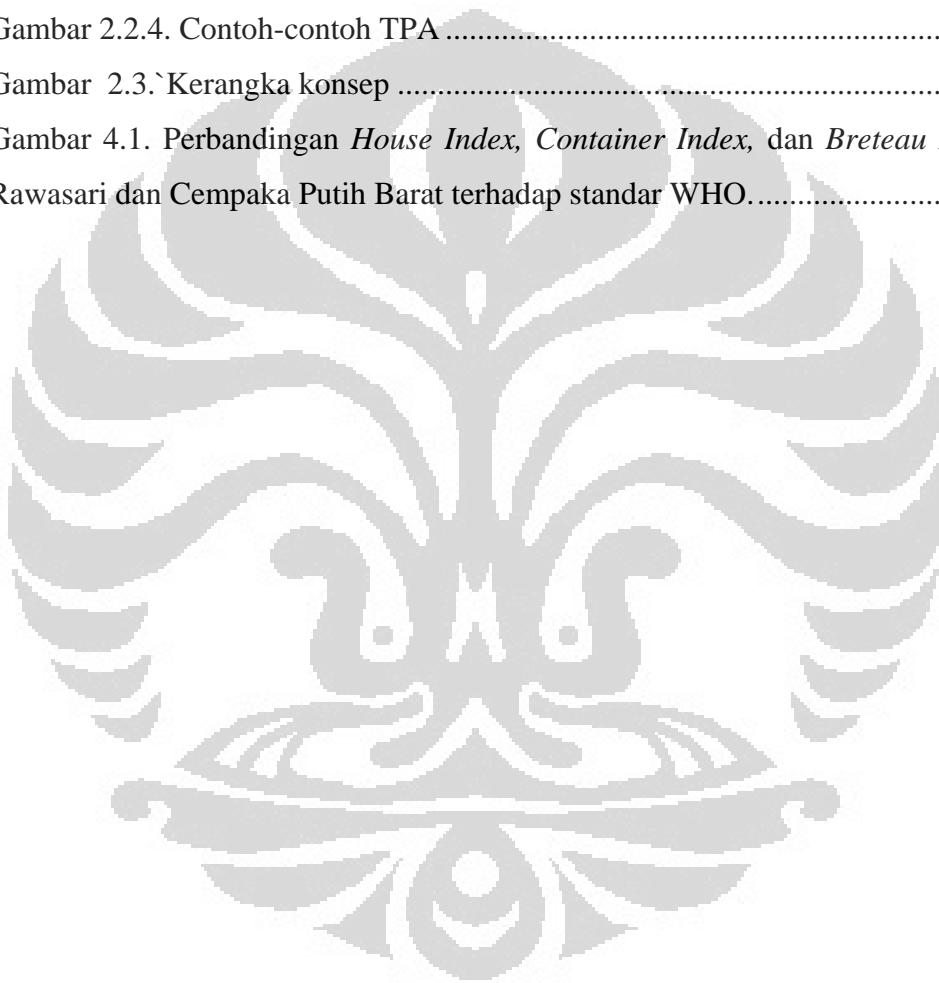 Gambar 2.2.4. Contoh-contoh TPA ....................................................................................
Gambar  2.3.`Kerangka konsep ............................................................................................
Gambar 4.1. Perbandingan House Index, Container Index, dan Breteau
Rawasari dan Cempaka Putih Barat terhadap standar WHO. ..............................